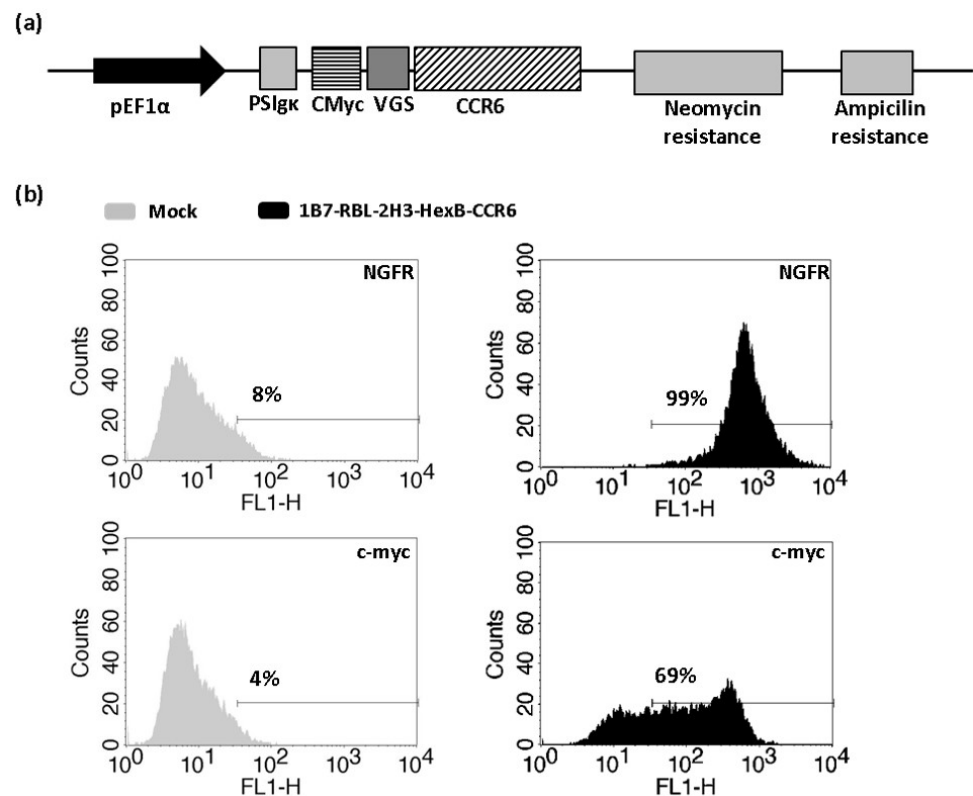 (a)
pEF1α
PSIgκ
CMyc
VGS
CCR6
Neomycin
resistance
Ampicilin
resistance
(b)
Mock
1B7-RBL-2H3-HexB-CCR6
NGFR
Counts
0 20 40 60 80 100
8%
10^0 10^1 10^2 10^3 10^4
FL1-H
NGFR
Counts
0 20 40 60 80 100
99%
10^0 10^1 10^2 10^3 10^4
FL1-H
c-myc
Counts
0 20 40 60 80 100
4%
10^0 10^1 10^2 10^3 10^4
FL1-H
c-myc
Counts
0 20 40 60 80 100
69%
10^0 10^1 10^2 10^3 10^4
FL1-H